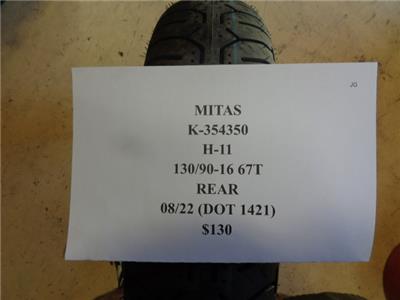 JG
MITAS
K-354350
H-11
130/90-16 67T
REAR
08/22 (DOT 1421)
$130